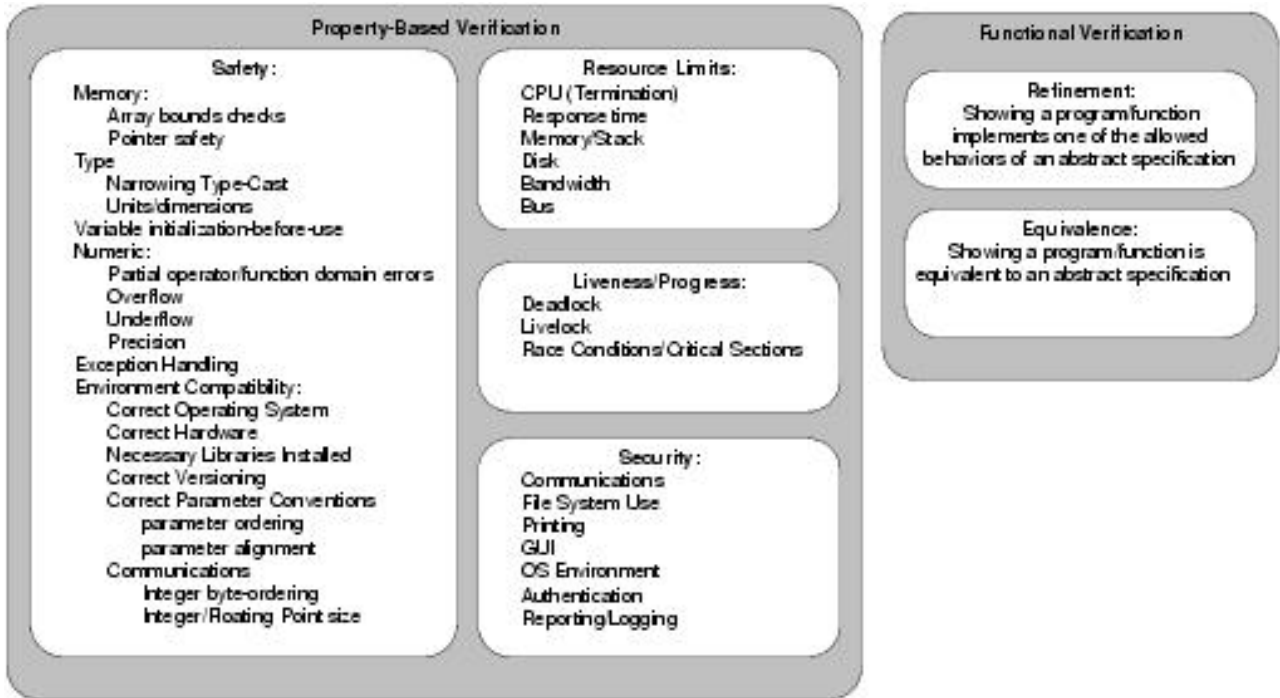 Property-Based Verification
Safety:
Memory:
Array bounds checks
Pointer safety
Type
Narrowing Type-Cast
Units/dimensions
Variable initialization-before-use
Numeric:
Partial operator/function domain errors
Overflow
Underflow
Precision
Exception Handling
Environment Compatibility:
Correct Operating System
Correct Hardware
Necessary Libraries Installed
Correct Versioning
Correct Parameter Conventions
parameter ordering
parameter alignment
Communications
Integer byte-ordering
Integer/Floating Point size
Resource Limits:
CPU (Termination)
Response time
Memory/Stack
Disk
Bandwidth
Bus
Liveness/Progress:
Deadlock
Livelock
Race Conditions/Critical Sections
Security:
Communications
File System Use
Printing
GUI
OS Environment
Authentication
Reporting/Logging
Functional Verification
Refinement:
Showing a program/function
implements one of the allowed
behaviors of an abstract specification
Equivalence:
Showing a program/function is
equivalent to an abstract specification